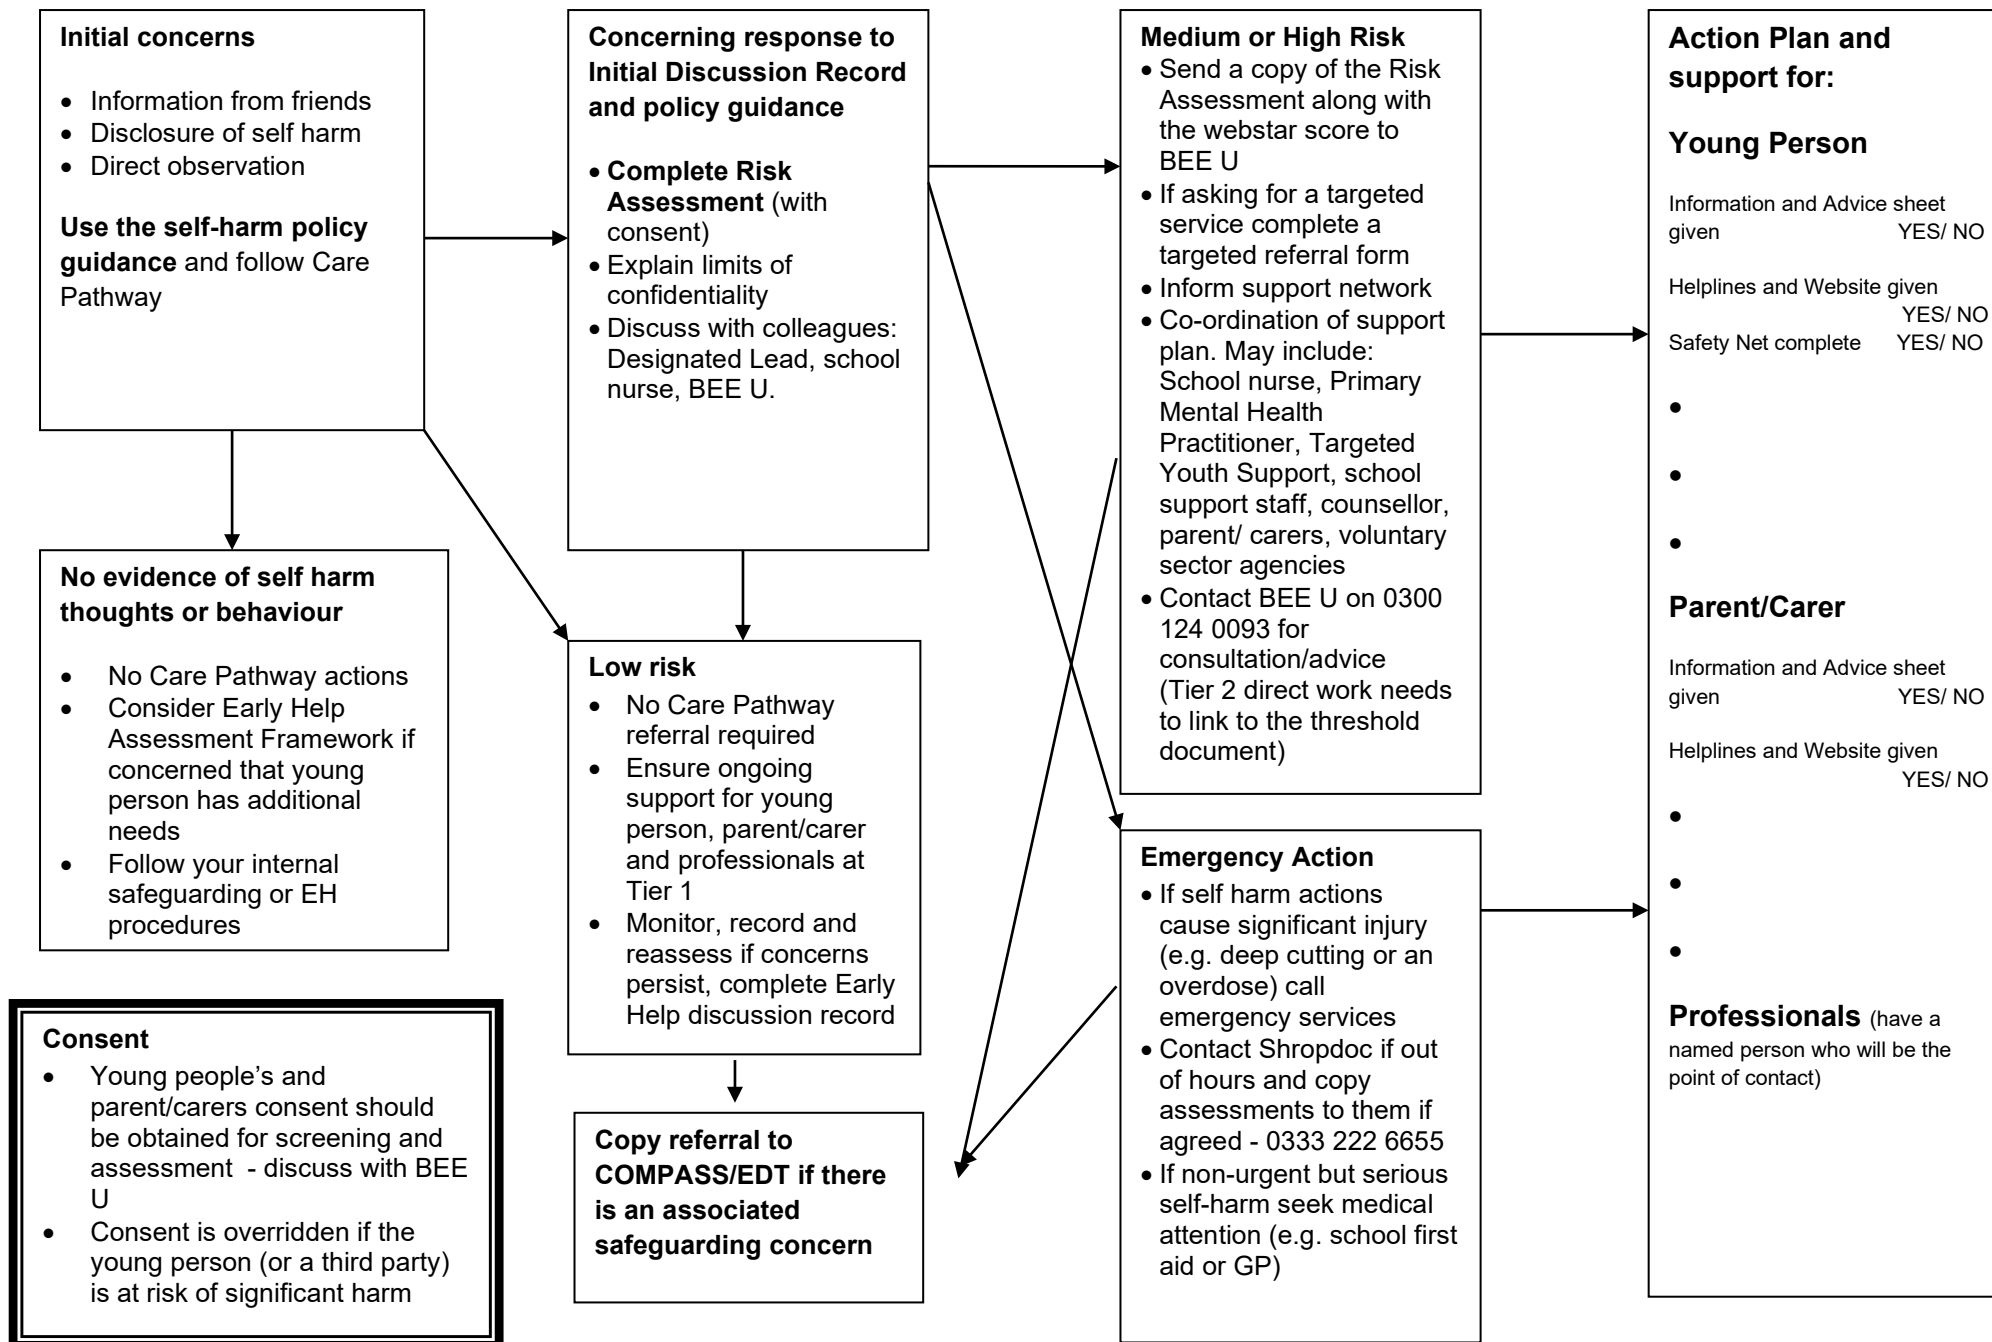 Initial concerns
• Information from friends
• Disclosure of self harm
• Direct observation
Use the self-harm policy
guidance and follow Care
Pathway
No evidence of self harm
thoughts or behaviour
• No Care Pathway actions
• Consider Early Help
Assessment Framework if
concerned that young
person has additional
needs
• Follow your internal
safeguarding or EH
procedures
Consent
• Young people’s and
parent/carers consent should
be obtained for screening and
assessment  - discuss with BEE
U
• Consent is overridden if the
young person (or a third party)
is at risk of significant harm
Concerning response to
Initial Discussion Record
and policy guidance
• Complete Risk
Assessment (with
consent)
• Explain limits of
confidentiality
• Discuss with colleagues:
Designated Lead, school
nurse, BEE U.
Low risk
• No Care Pathway
referral required
• Ensure ongoing
support for young
person, parent/carer
and professionals at
Tier 1
• Monitor, record and
reassess if concerns
persist, complete Early
Help discussion record
Copy referral to
COMPASS/EDT if there
is an associated
safeguarding concern
Medium or High Risk
• Send a copy of the Risk
Assessment along with
the webstar score to
BEE U
• If asking for a targeted
service complete a
targeted referral form
• Inform support network
• Co-ordination of support
plan. May include:
School nurse, Primary
Mental Health
Practitioner, Targeted
Youth Support, school
support staff, counsellor,
parent/ carers, voluntary
sector agencies
• Contact BEE U on 0300
124 0093 for
consultation/advice
(Tier 2 direct work needs
to link to the threshold
document)
Emergency Action
• If self harm actions
cause significant injury
(e.g. deep cutting or an
overdose) call
emergency services
• Contact Shropdoc if out
of hours and copy
assessments to them if
agreed - 0333 222 6655
• If non-urgent but serious
self-harm seek medical
attention (e.g. school first
aid or GP)
Action Plan and
support for:
Young Person
Information and Advice sheet
given YES/ NO
Helplines and Website given
YES/ NO
Safety Net complete YES/ NO
•
•
•
Parent/Carer
Information and Advice sheet
given YES/ NO
Helplines and Website given
YES/ NO
•
•
•
Professionals (have a
named person who will be the
point of contact)